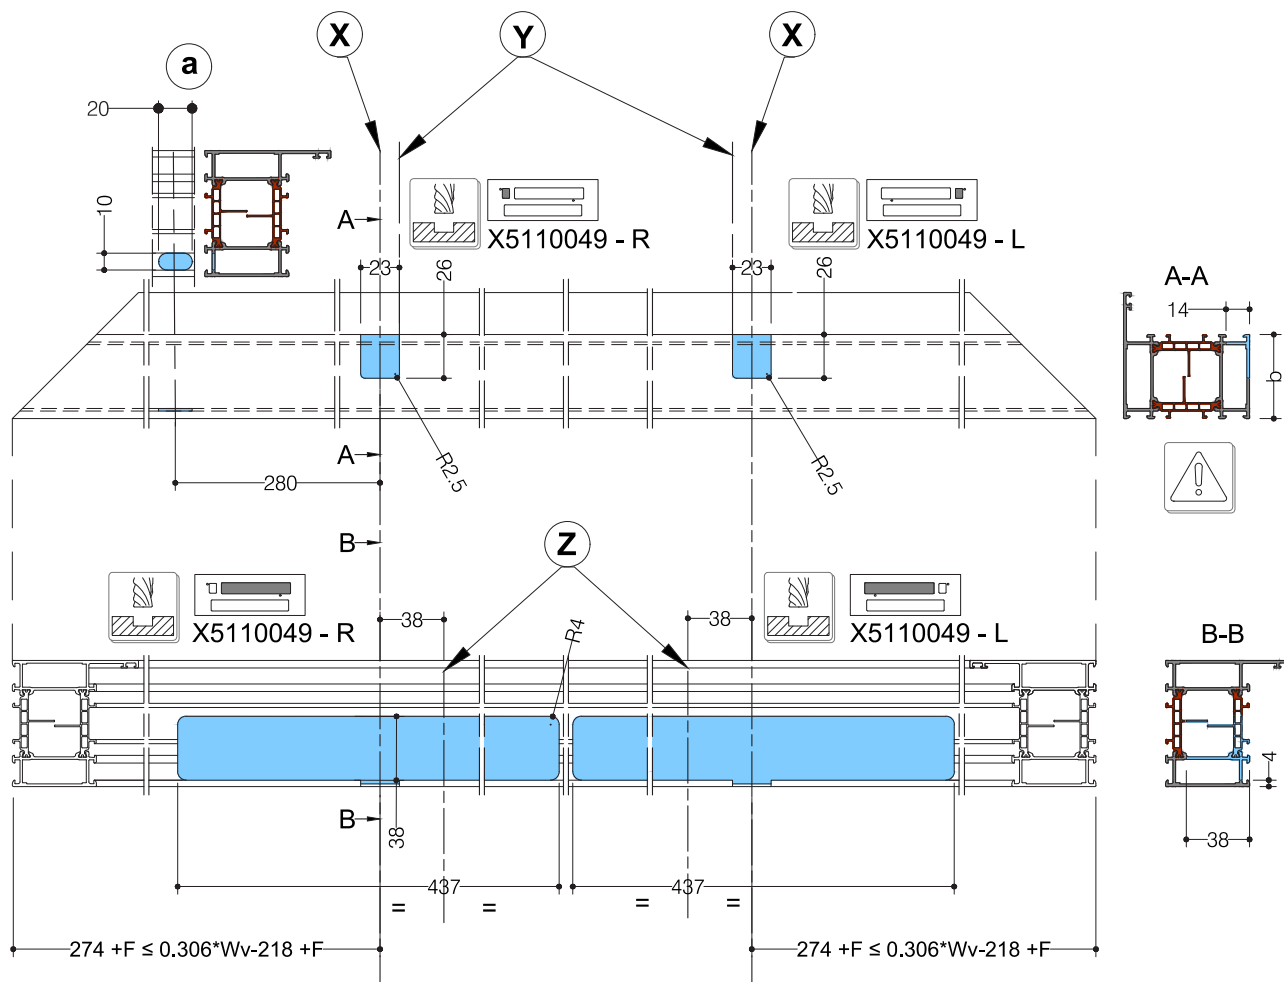 X
Y
X
a
20
10
A
X5110049 - R
X5110049 - L
23
26
23
26
A-A
14
b
A
R2.5
R2.5
280
B
Z
X5110049 - R
38
R4
38
X5110049 - L
B-B
B
38
4
38
437
437
= =
= =
274 +F ≤ 0.306*Wv-218 +F
274 +F ≤ 0.306*Wv-218 +F